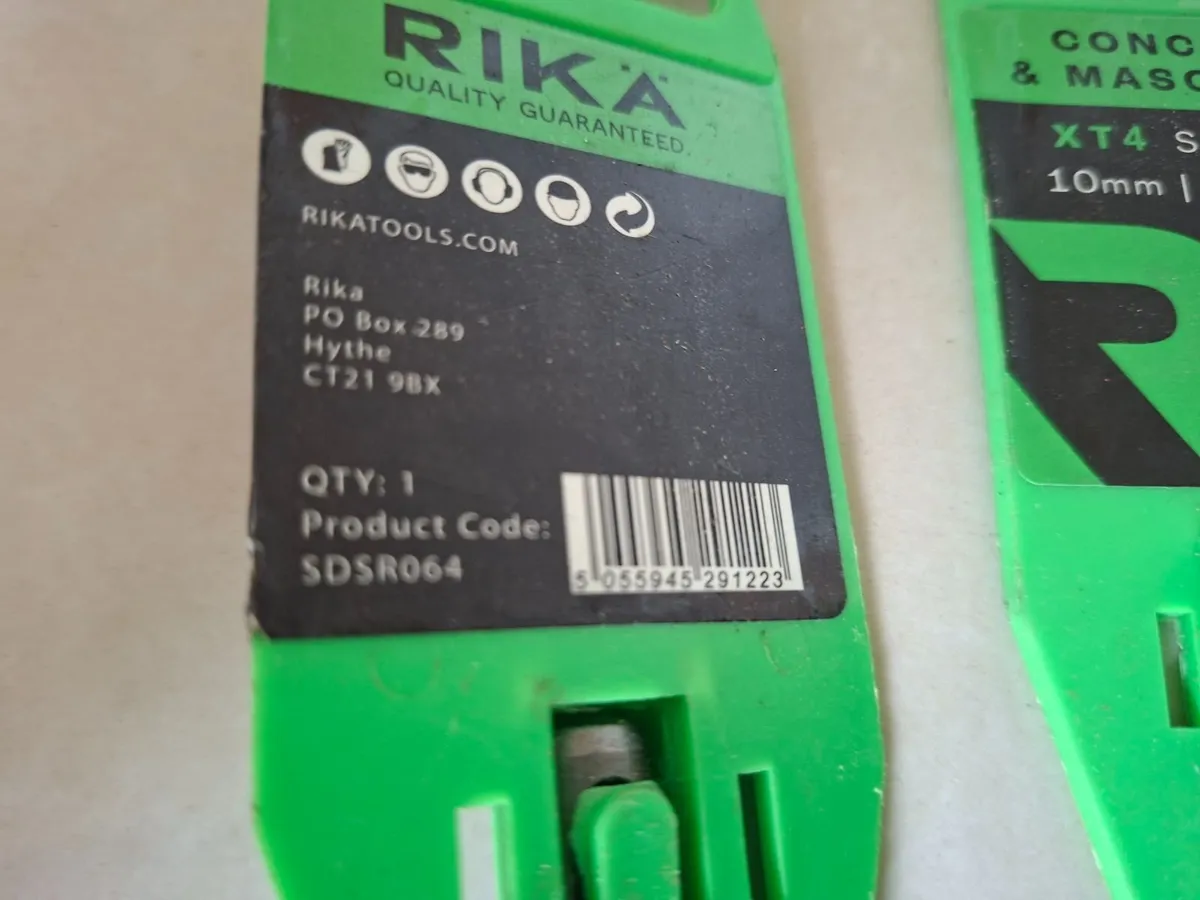 RIKÄ
QUALITY GUARANTEED
RIKATOOLS.COM
Rika
PO Box 289
Hythe
CT21 9BX
QTY: 1
Product Code:
SDSR064
5 055945 291223
CONC
& MASO
XT4 S
10mm |